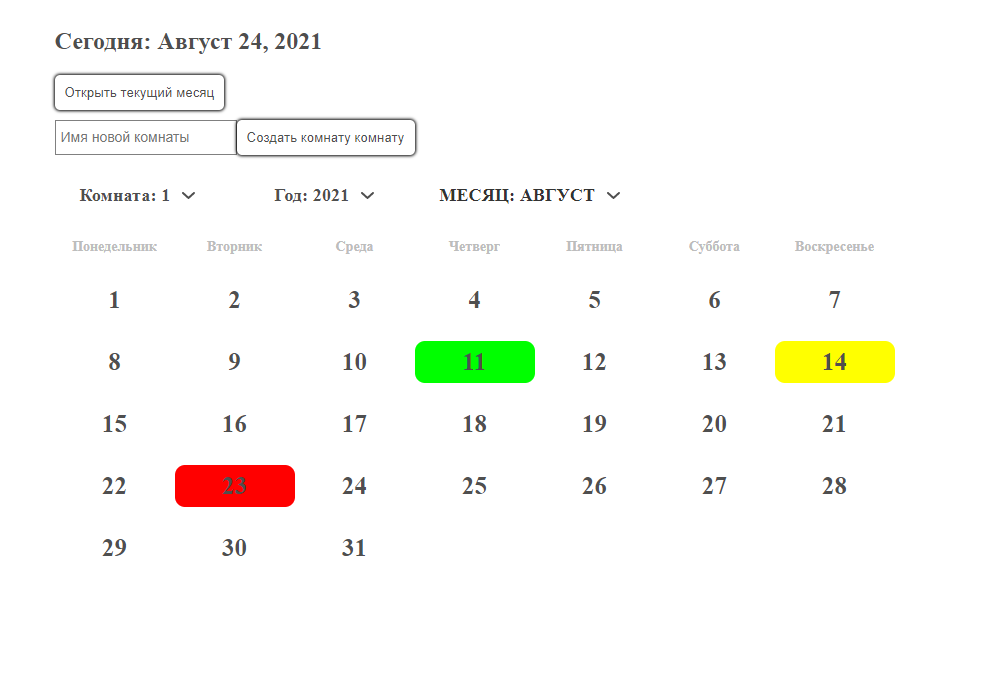 Сегодня: Август 24, 2021
Открыть текущий месяц
Имя новой комнаты Создать комнату комнату
Комната: 1 Год: 2021 МЕСЯЦ: АВГУСТ
Понедельник Вторник Среда Четверг Пятница Суббота Воскресенье
1 2 3 4 5 6 7
8 9 10 11 12 13 14
15 16 17 18 19 20 21
22 23 24 25 26 27 28
29 30 31